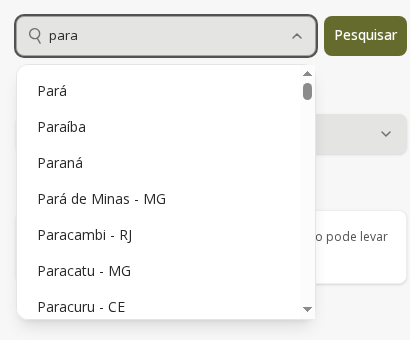 para
Pesquisar
Pará
Paraíba
Paraná
Pará de Minas - MG
Paracambi - RJ
o pode levar
Paracatu - MG
Paracuru - CE